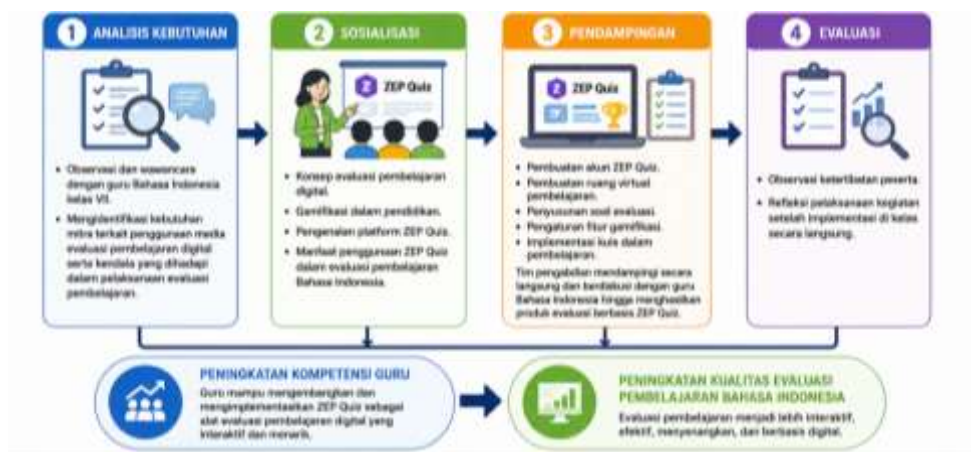 1 ANALISIS KEBUTUHAN
• Observasi dan wawancara
dengan guru Bahasa Indonesia
kelas VII.
• Mengidentifikasi kebutuhan
mitra terkait penggunaan media
evaluasi pembelajaran digital
serta kendala yang dihadapi
dalam pelaksanaan evaluasi
pembelajaran.
2 SOSIALISASI
Z ZEP Quiz
• Konsep evaluasi pembelajaran
digital.
• Gamifikasi dalam pendidikan.
• Pengenalan platform ZEP Quiz.
• Manfaat penggunaan ZEP Quiz
dalam evaluasi pembelajaran
Bahasa Indonesia.
3 PENDAMPINGAN
Z ZEP Quiz
• Pembuatan akun ZEP Quiz.
• Pembuatan ruang virtual
pembelajaran.
• Penyusunan soal evaluasi.
• Pengaturan fitur gamifikasi.
• Implementasi kuis dalam
pembelajaran.
Tim pengabdian mendampingi secara
langsung dan berdiskusi dengan guru
Bahasa Indonesia hingga menghasilkan
produk evaluasi berbasis ZEP Quiz.
4 EVALUASI
• Observasi keterlibatan peserta.
• Refleksi pelaksanaan kegiatan
setelah implementasi di kelas
secara langsung.
PENINGKATAN KOMPETENSI GURU
Guru mampu mengembangkan dan
mengimplementasikan ZEP Quiz sebagai
alat evaluasi pembelajaran digital yang
interaktif dan menarik.
PENINGKATAN KUALITAS EVALUASI
PEMBELAJARAN BAHASA INDONESIA
Evaluasi pembelajaran menjadi lebih interaktif,
efektif, menyenangkan, dan berbasis digital.